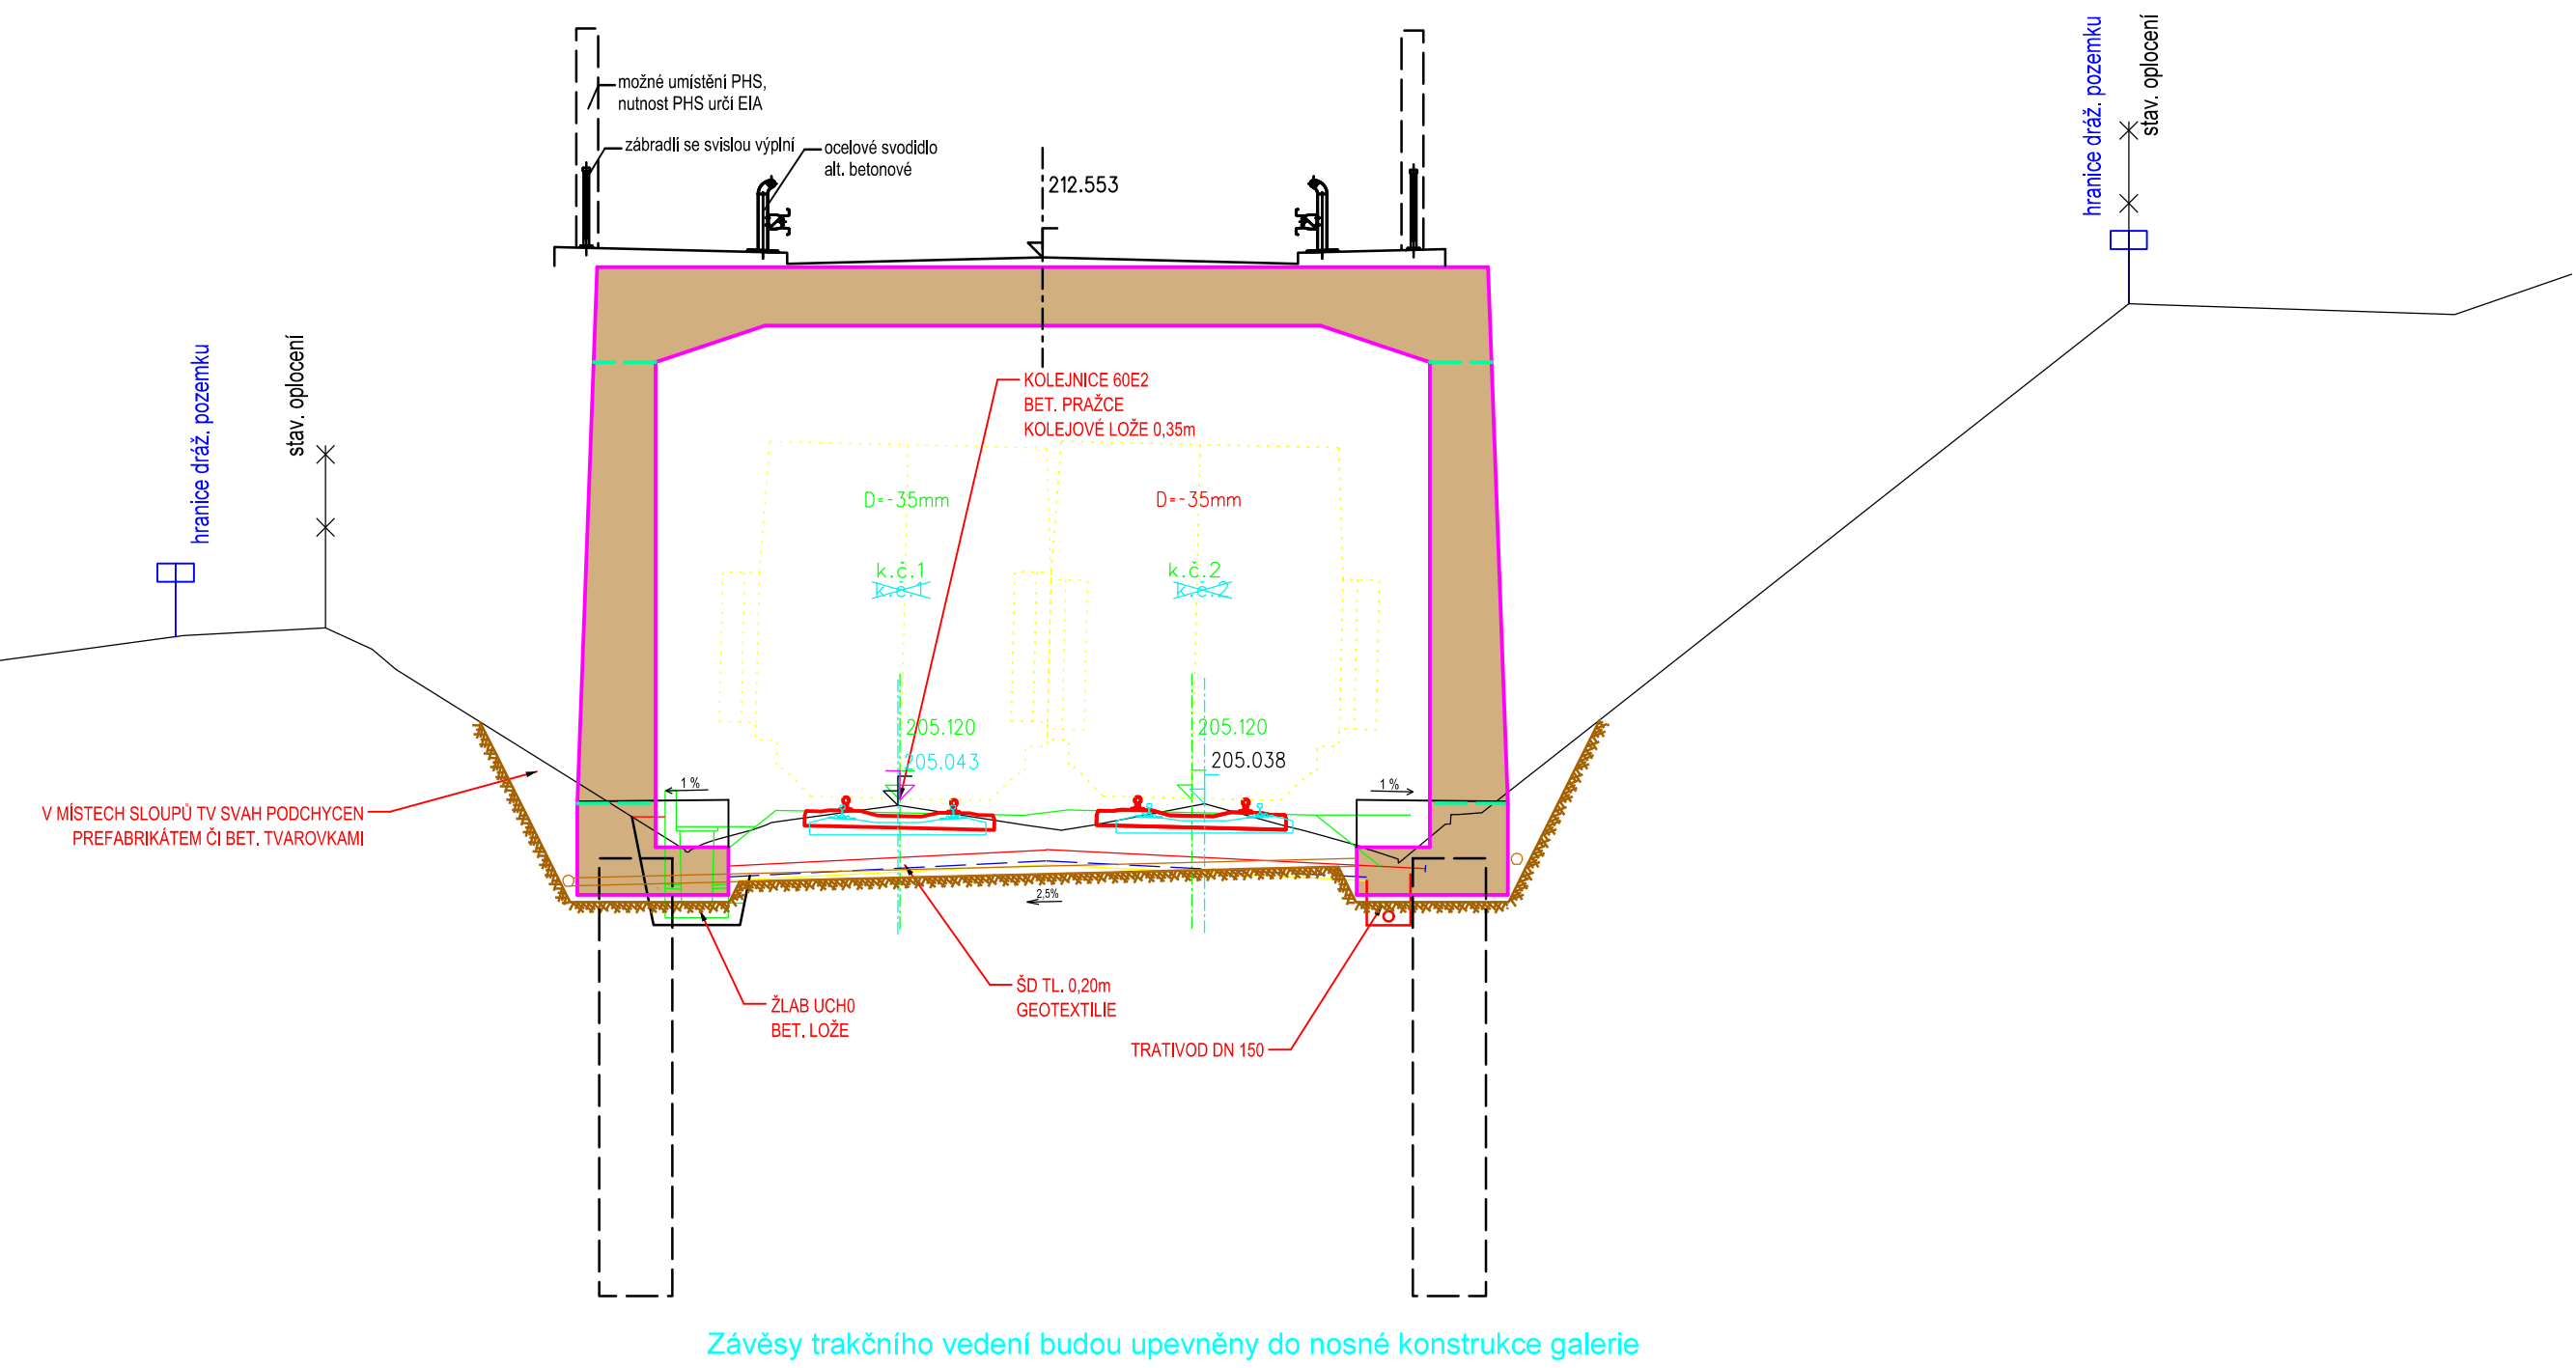 možné umístění PHS,
nutnost PHS určí EIA
zábradlí se svislou výplní
ocelové svodidlo
alt. betonové
212.553
hranice dráž. pozemku
stav. oplocení
hranice dráž. pozemku
stav. oplocení
KOLEJNICE 60E2
BET. PRAŽCE
KOLEJOVÉ LOŽE 0,35m
D=-35mm
D=-35mm
k.č.1
k.č.1
k.č.2
k.č.2
205.120
205.043
205.120
205.038
1 %
1 %
V MÍSTECH SLOUPŮ TV SVAH PODCHYCEN
PREFABRIKÁTEM ČI BET. TVAROVKAMI
2,5%
ŽLAB UCH0
BET. LOŽE
ŠD TL. 0,20m
GEOTEXTILIE
TRATIVOD DN 150
Závěsy trakčního vedení budou upevněny do nosné konstrukce galerie